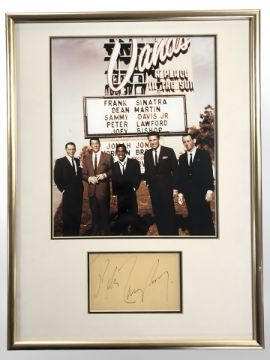 Sands
A PLACE
IN THE SUN
FRANK SINATRA
DEAN MARTIN
SAMMY DAVIS JR
PETER LAWFORD
JOEY BISHOP